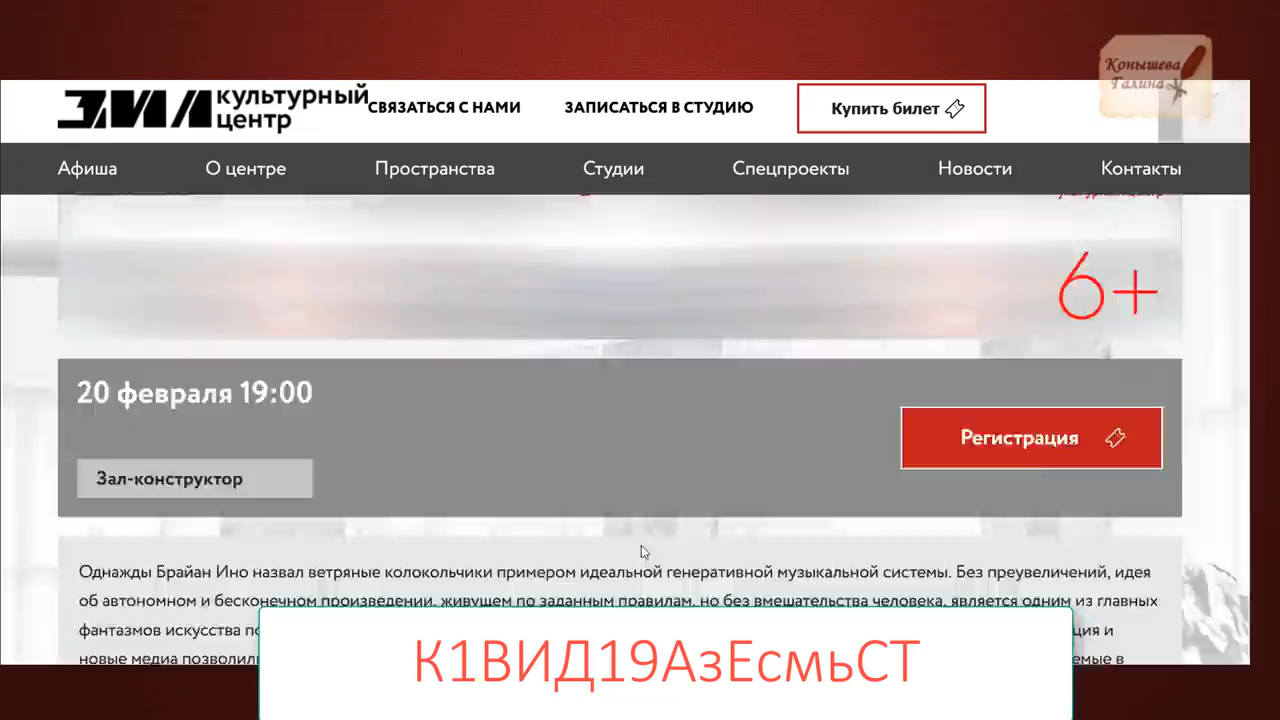 Конышева
Галина
ЗИЛ культурный центр
СВЯЗАТЬСЯ С НАМИ
ЗАПИСАТЬСЯ В СТУДИЮ
Купить билет
Афиша
О центре
Пространства
Студии
Спецпроекты
Новости
Контакты
6+
20 февраля 19:00
Регистрация
Зал-конструктор
Однажды Брайан Ино назвал ветряные колокольчики примером идеальной генеративной музыкальной системы. Без преувеличений, идея
об автономном и бесконечном произведении, живущем по заданным правилам, но без вмешательства человека, является одним из главных
фантазмов искусства
новые медиа
К1ВИД19АзЕсмьСТ